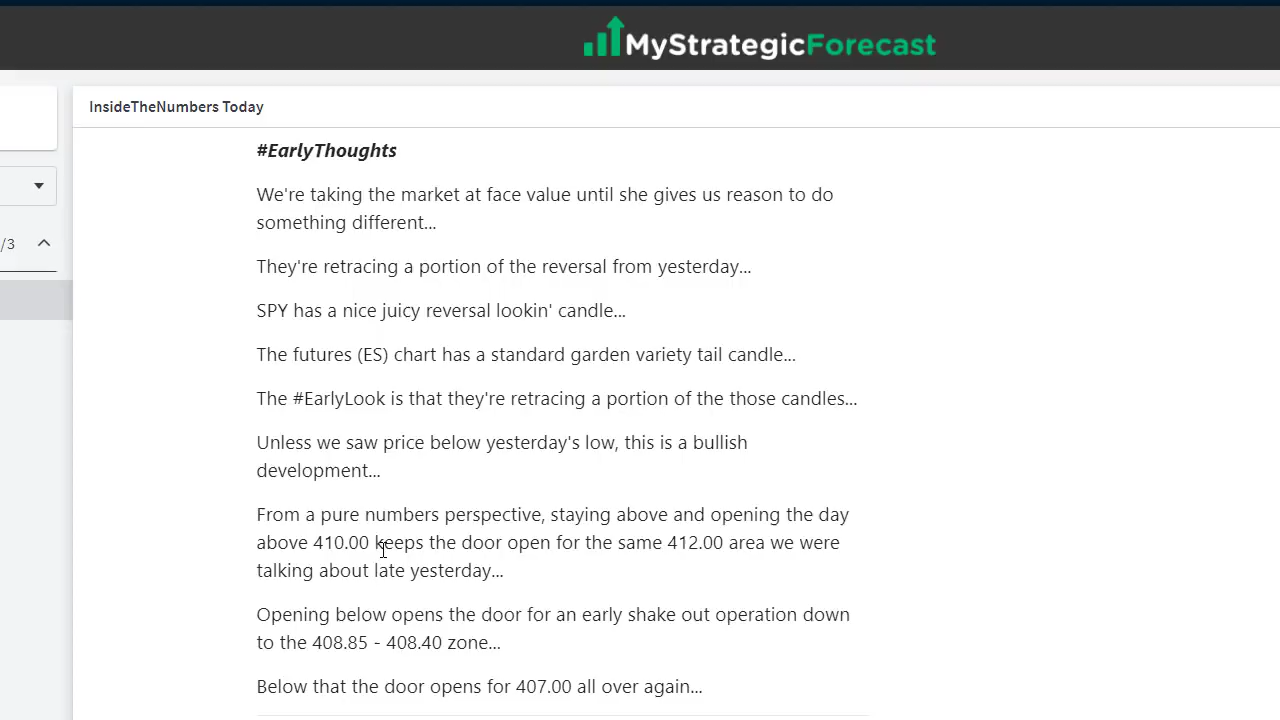 MyStrategicForecast
InsideTheNumbers Today
#EarlyThoughts
We're taking the market at face value until she gives us reason to do
something different...
They're retracing a portion of the reversal from yesterday...
/3
SPY has a nice juicy reversal lookin' candle...
The futures (ES) chart has a standard garden variety tail candle...
The #EarlyLook is that they're retracing a portion of the those candles...
Unless we saw price below yesterday's low, this is a bullish
development...
From a pure numbers perspective, staying above and opening the day
above 410.00 keeps the door open for the same 412.00 area we were
talking about late yesterday...
Opening below opens the door for an early shake out operation down
to the 408.85 - 408.40 zone...
Below that the door opens for 407.00 all over again...